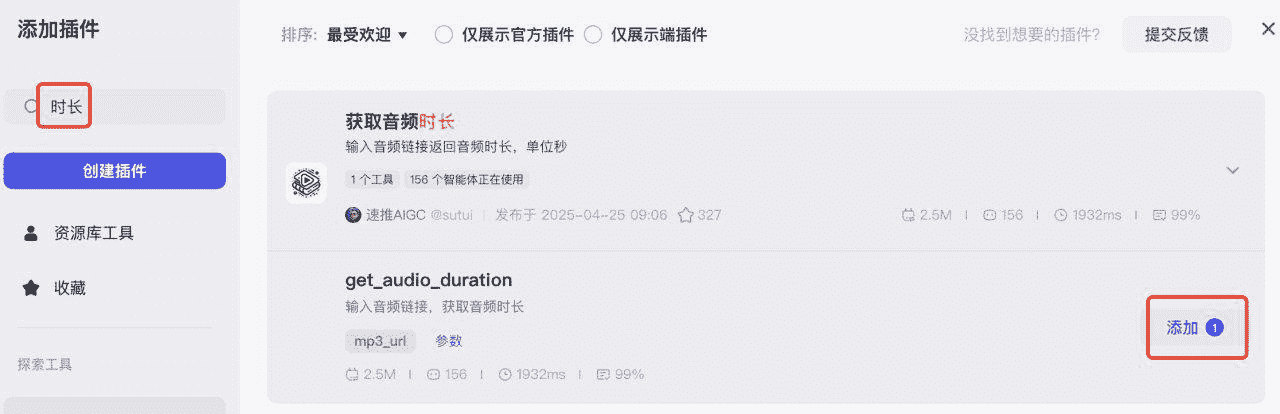 添加插件
排序: 最受欢迎 仅展示官方插件 仅展示端插件 没找到想要的插件? 提交反馈
时长
创建插件
资源库工具
收藏
探索工具
获取音频时长
输入音频链接返回音频时长，单位秒
1 个工具 156 个智能体正在使用
速推AIGC @sutui 发布于 2025-04-25 09:06 327 2.5M 156 1932ms 99%
get_audio_duration
输入音频链接，获取音频时长
mp3_url 参数
添加 1
2.5M 156 1932ms 99%